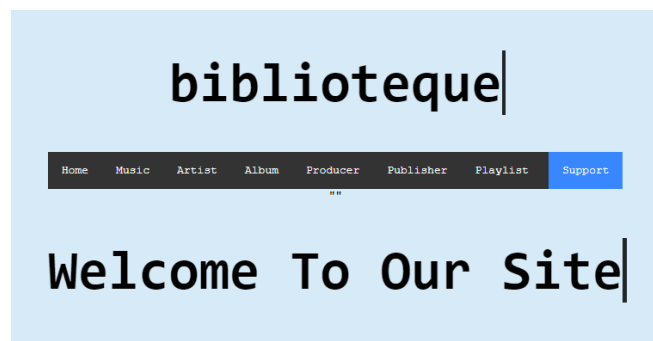 biblioteque
Home Music Artist Album Producer Publisher Playlist Support
""
Welcome To Our Site